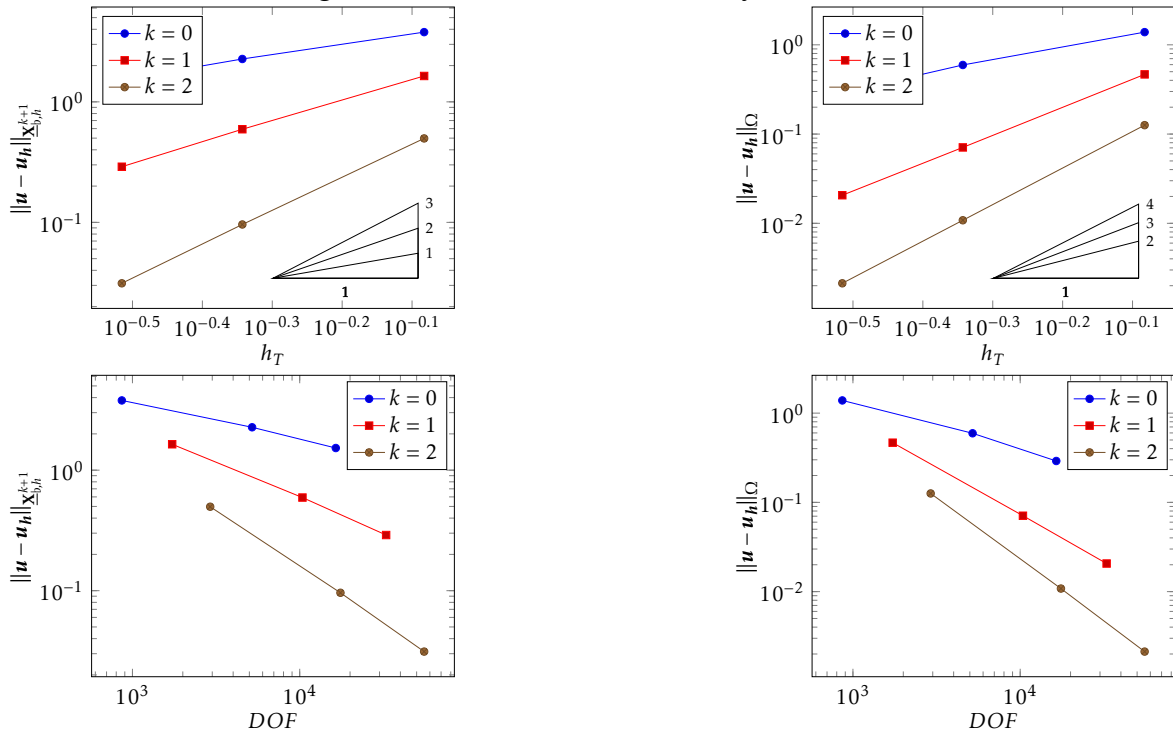 k = 0
k = 1
k = 2
10^0
10^{-1}
‖u − u_h‖_{X_{b,h}^{k+1}}
3
2
1
1
10^{-0.5} 10^{-0.4} 10^{-0.3} 10^{-0.2} 10^{-0.1}
h_T
k = 0
k = 1
k = 2
10^0
10^{-1}
10^{-2}
‖u − u_h‖_Ω
4
3
2
1
10^{-0.5} 10^{-0.4} 10^{-0.3} 10^{-0.2} 10^{-0.1}
h_T
k = 0
k = 1
k = 2
10^0
10^{-1}
‖u − u_h‖_{X_{b,h}^{k+1}}
10^3 10^4
DOF
k = 0
k = 1
k = 2
10^0
10^{-1}
10^{-2}
‖u − u_h‖_Ω
10^3 10^4
DOF